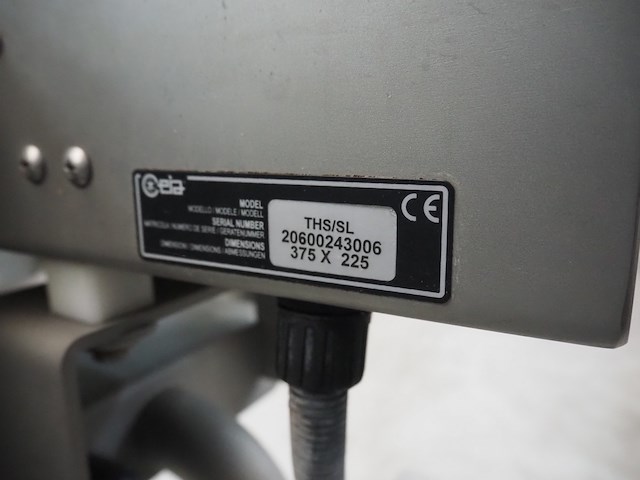 ceia
CE
MODEL
MODELLO / MODELE / MODELL
THS/SL
SERIAL NUMBER
MATRICOLA / NUMERO DE SERIE / GERÄTENUMMER
20600243006
DIMENSIONS
DIMENSIONI / DIMENSIONS / ABMESSUNGEN
375 X 225